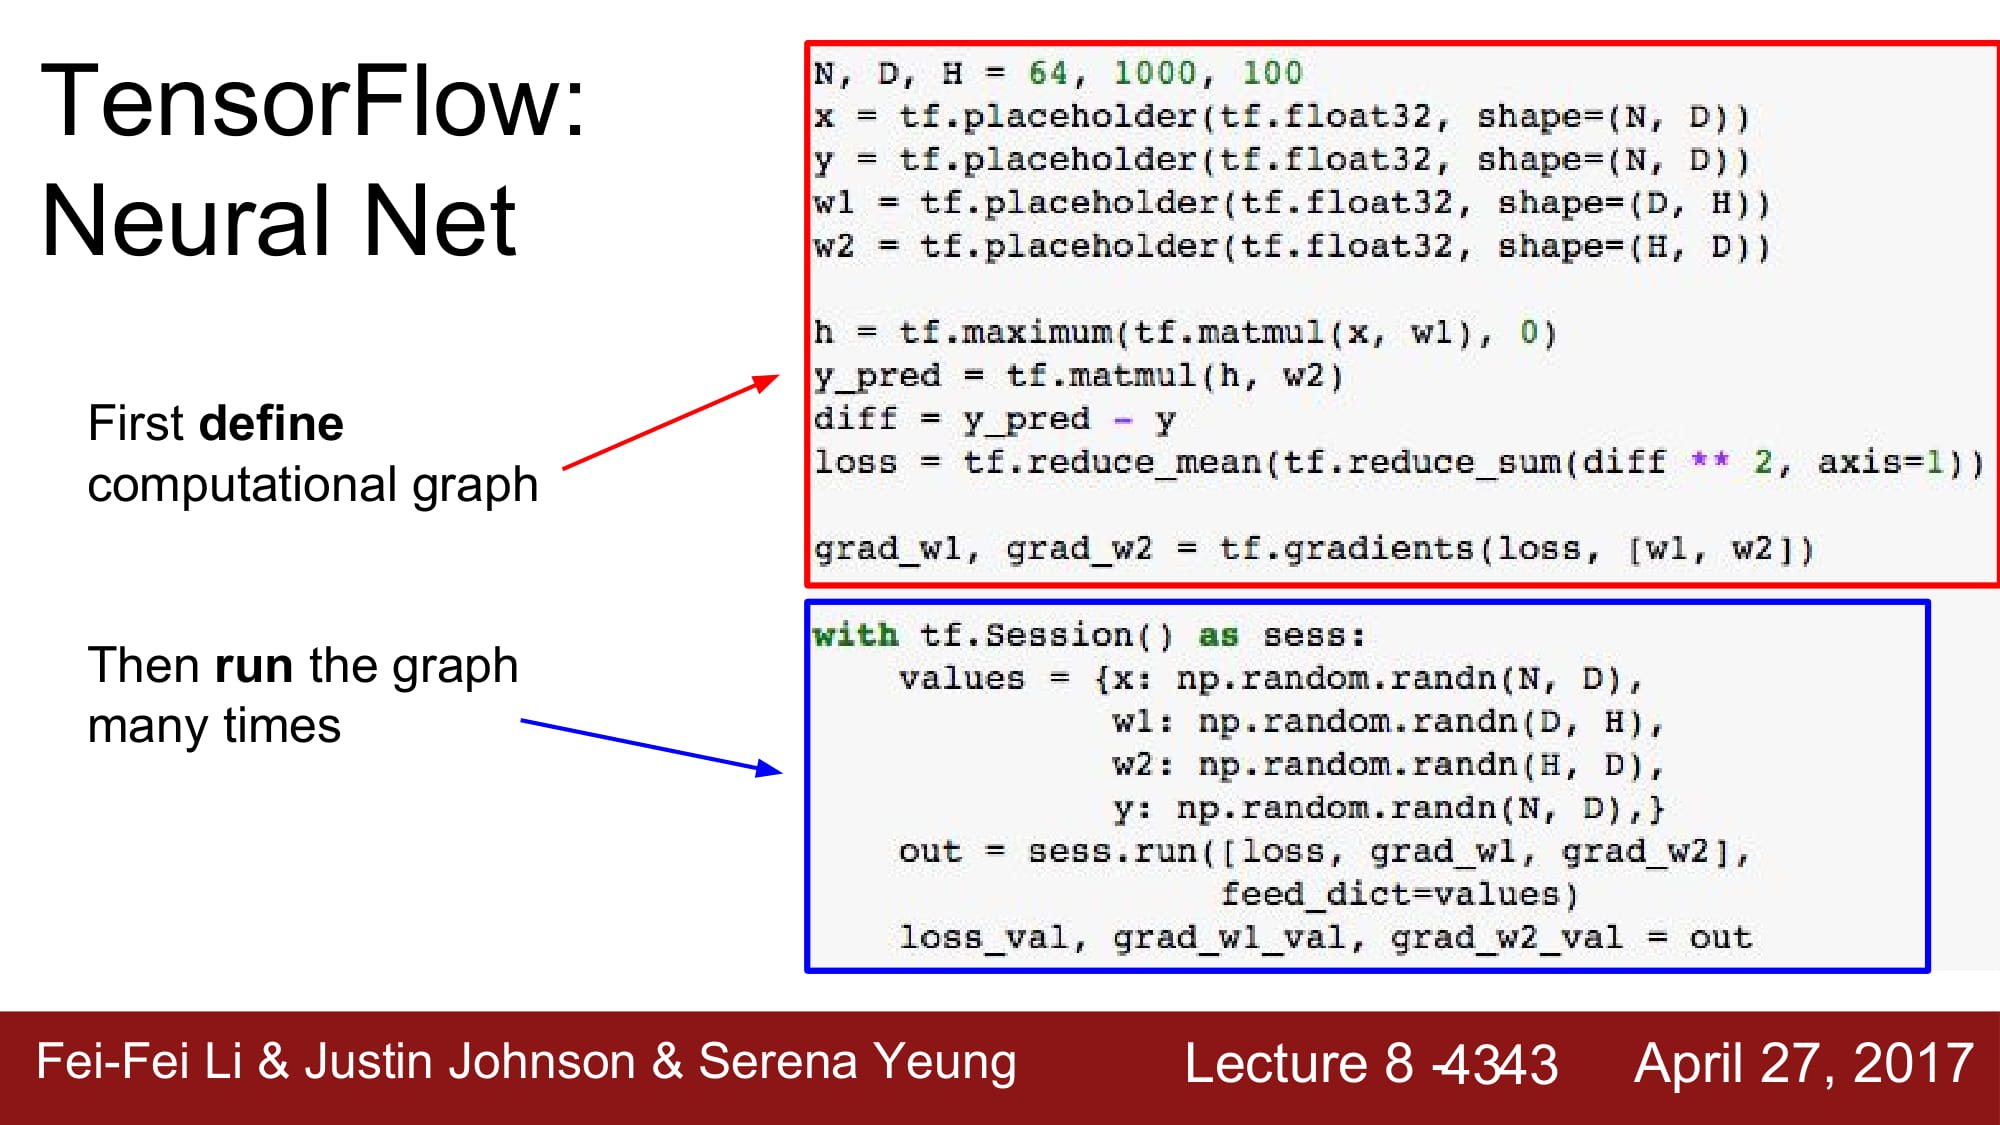 TensorFlow:
Neural Net
First define
computational graph
Then run the graph
many times
N, D, H = 64, 1000, 100
x = tf.placeholder(tf.float32, shape=(N, D))
y = tf.placeholder(tf.float32, shape=(N, D))
w1 = tf.placeholder(tf.float32, shape=(D, H))
w2 = tf.placeholder(tf.float32, shape=(H, D))
h = tf.maximum(tf.matmul(x, w1), 0)
y_pred = tf.matmul(h, w2)
diff = y_pred - y
loss = tf.reduce_mean(tf.reduce_sum(diff ** 2, axis=1))
grad_w1, grad_w2 = tf.gradients(loss, [w1, w2])
with tf.Session() as sess:
    values = {x: np.random.randn(N, D),
              w1: np.random.randn(D, H),
              w2: np.random.randn(H, D),
              y: np.random.randn(N, D),}
    out = sess.run([loss, grad_w1, grad_w2],
                   feed_dict=values)
    loss_val, grad_w1_val, grad_w2_val = out
Fei-Fei Li & Justin Johnson & Serena Yeung Lecture 8 -4343 April 27, 2017